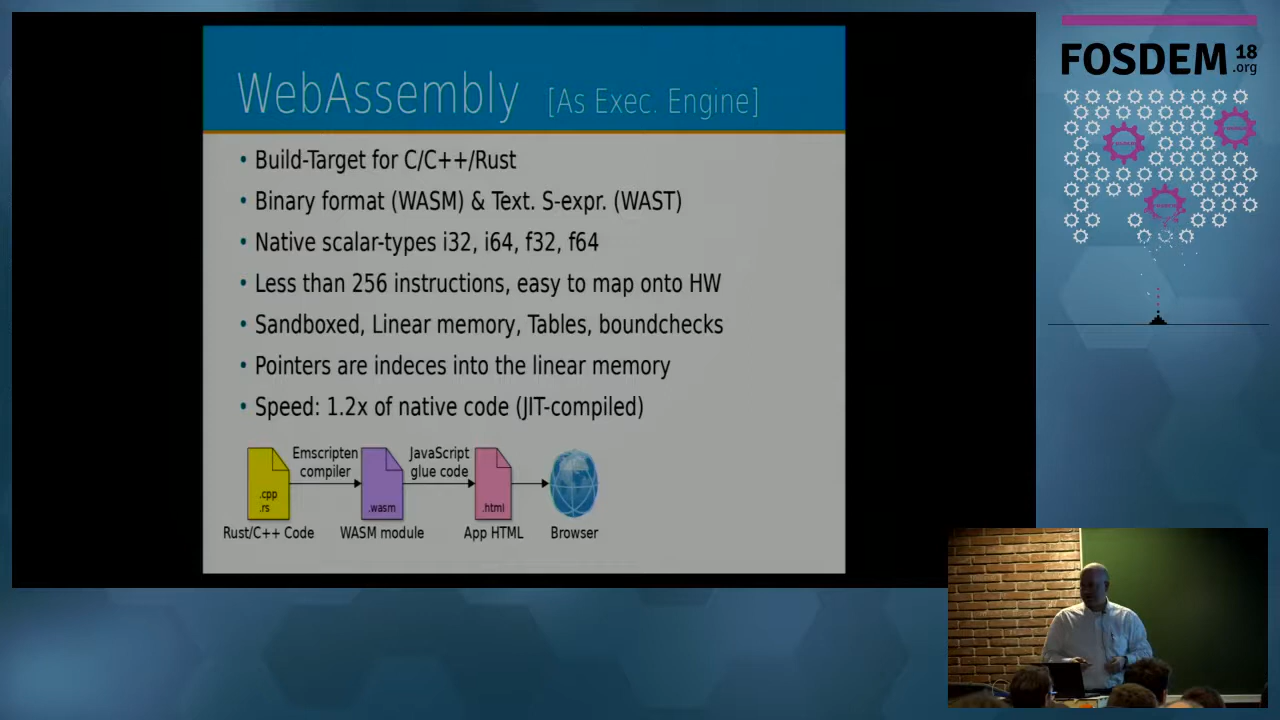 WebAssembly [As Exec. Engine]
• Build-Target for C/C++/Rust
• Binary format (WASM) & Text. S-expr. (WAST)
• Native scalar-types i32, i64, f32, f64
• Less than 256 instructions, easy to map onto HW
• Sandboxed, Linear memory, Tables, boundchecks
• Pointers are indeces into the linear memory
• Speed: 1.2x of native code (JIT-compiled)
Emscripten
compiler
JavaScript
glue code
.cpp
.rs
.wasm
.html
Rust/C++ Code
WASM module
App HTML
Browser
FOSDEM 18
.org